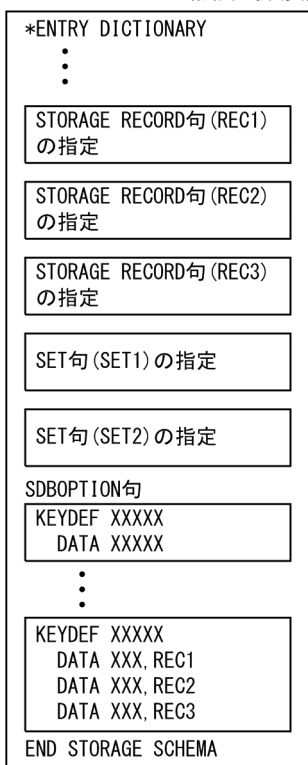 *ENTRY DICTIONARY
STORAGE RECORD句(REC1)
の指定
STORAGE RECORD句(REC2)
の指定
STORAGE RECORD句(REC3)
の指定
SET句(SET1)の指定
SET句(SET2)の指定
SDBOPTION句
KEYDEF XXXXX
DATA XXXXX
KEYDEF XXXXX
DATA XXX,REC1
DATA XXX,REC2
DATA XXX,REC3
END STORAGE SCHEMA